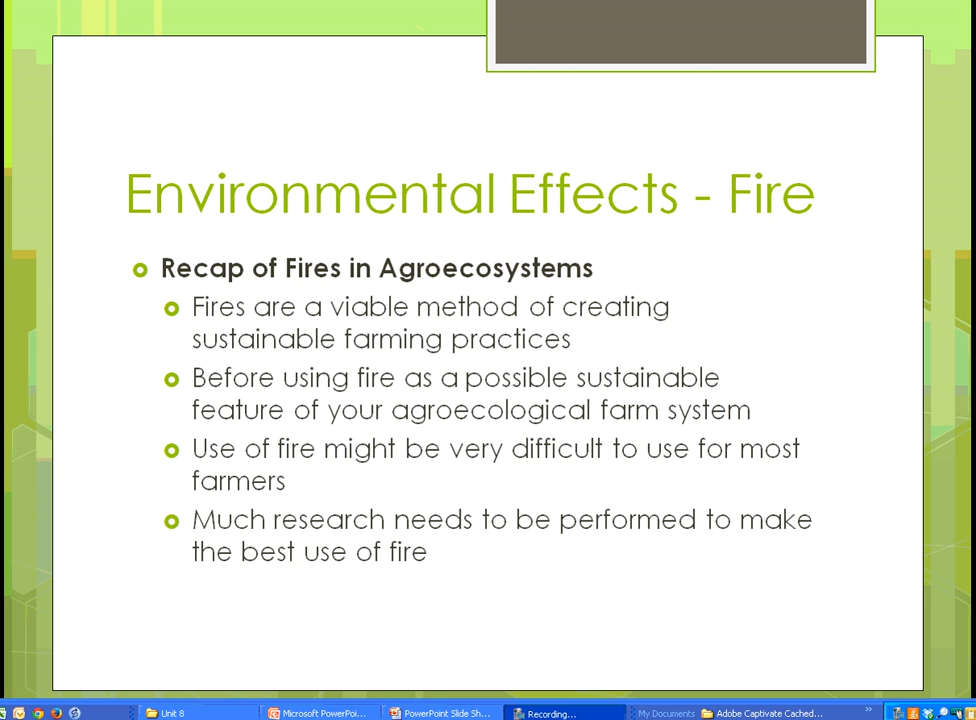 Environmental Effects - Fire
Recap of Fires in Agroecosystems
Fires are a viable method of creating
sustainable farming practices
Before using fire as a possible sustainable
feature of your agroecological farm system
Use of fire might be very difficult to use for most
farmers
Much research needs to be performed to make
the best use of fire
Unit 8
Microsoft PowerPoi...
PowerPoint Slide Sh...
Recording...
My Documents
Adobe Captivate Cached...